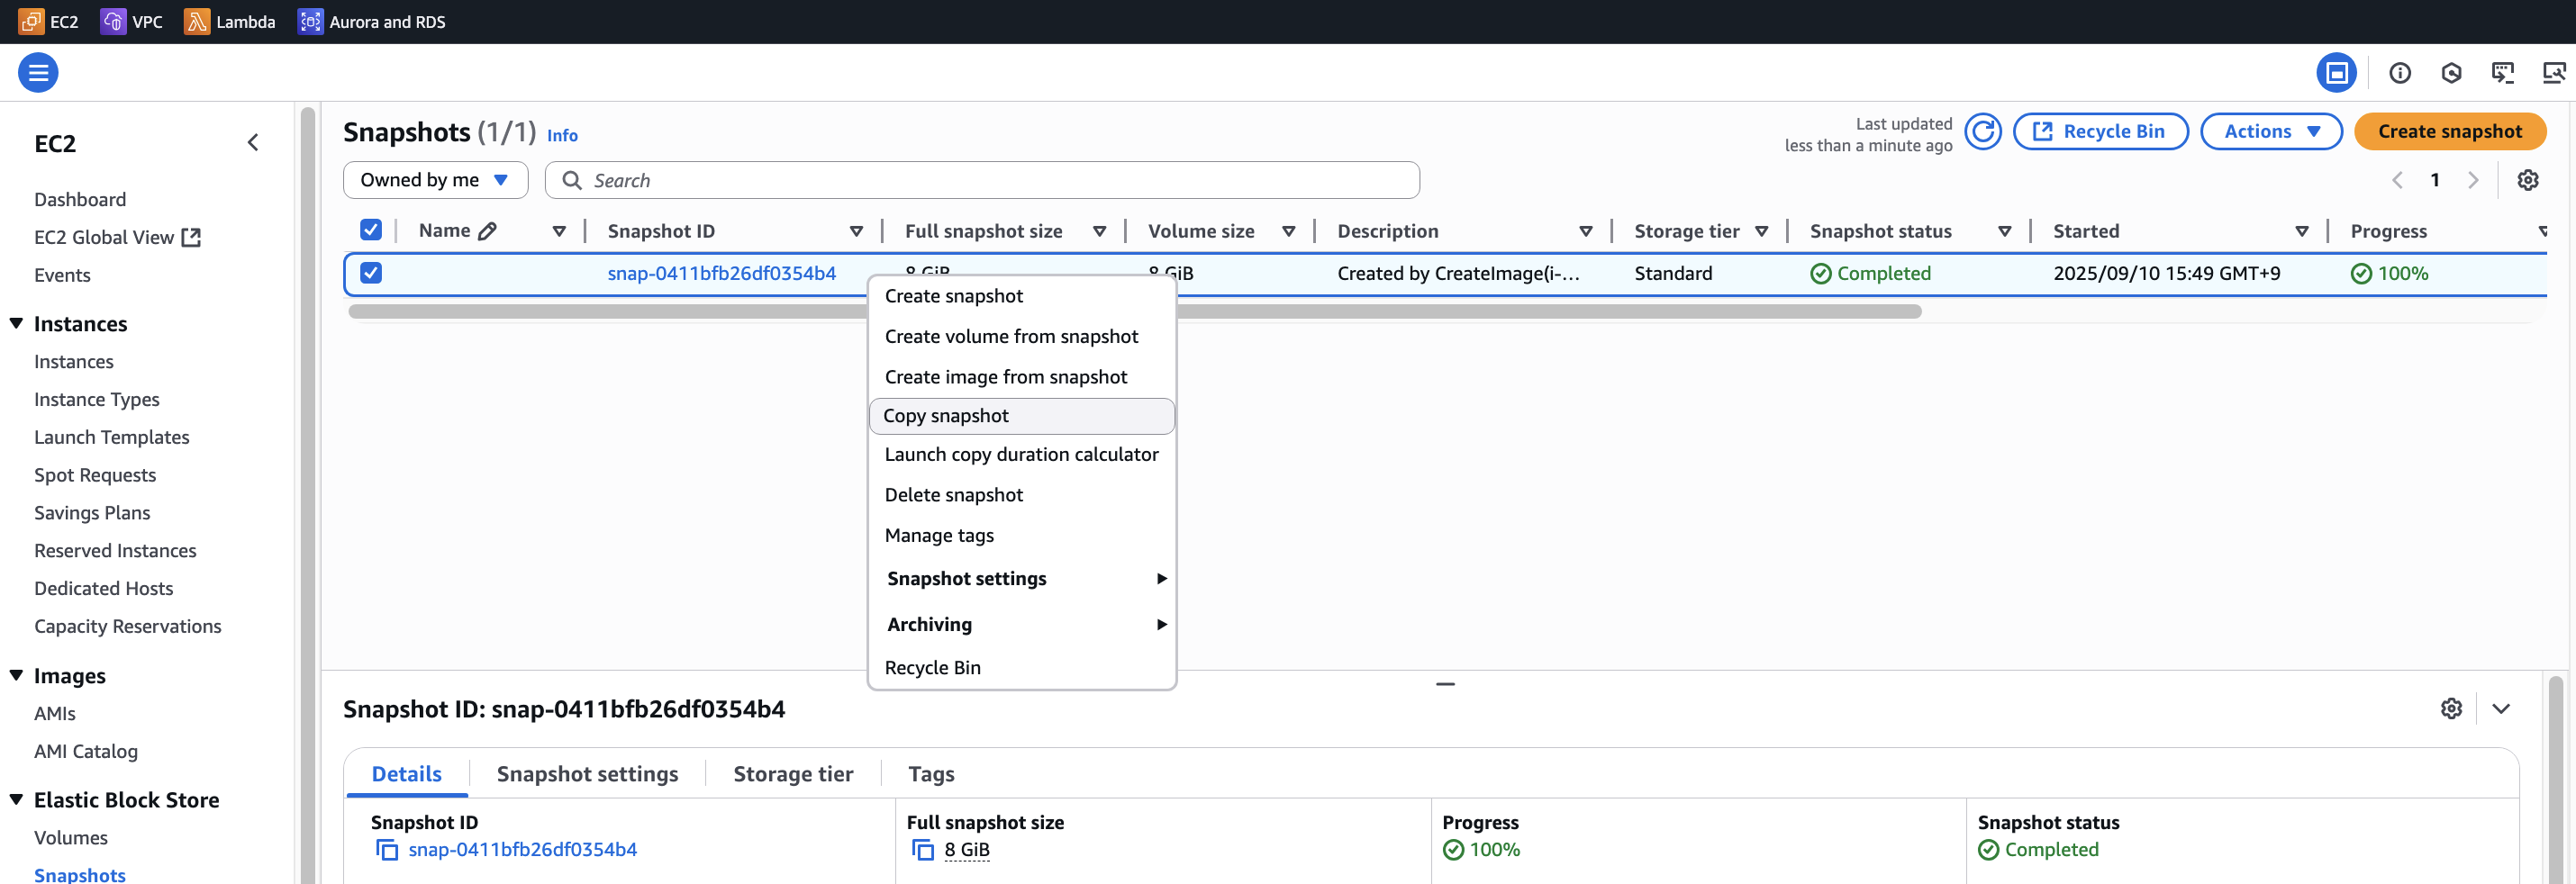 EC2 VPC Lambda Aurora and RDS
EC2
Dashboard
EC2 Global View
Events
Instances
Instances
Instance Types
Launch Templates
Spot Requests
Savings Plans
Reserved Instances
Dedicated Hosts
Capacity Reservations
Images
AMIs
AMI Catalog
Elastic Block Store
Volumes
Snapshots
Snapshots (1/1) Info
Last updated
less than a minute ago
Recycle Bin
Actions
Create snapshot
Owned by me
Search
1
Name Snapshot ID Full snapshot size Volume size Description Storage tier Snapshot status Started Progress
snap-0411bfb26df0354b4 8 GiB 8 GiB Created by CreateImage(i-... Standard Completed 2025/09/10 15:49 GMT+9 100%
Create snapshot
Create volume from snapshot
Create image from snapshot
Copy snapshot
Launch copy duration calculator
Delete snapshot
Manage tags
Snapshot settings
Archiving
Recycle Bin
Snapshot ID: snap-0411bfb26df0354b4
Details Snapshot settings Storage tier Tags
Snapshot ID
snap-0411bfb26df0354b4
Full snapshot size
8 GiB
Progress
100%
Snapshot status
Completed